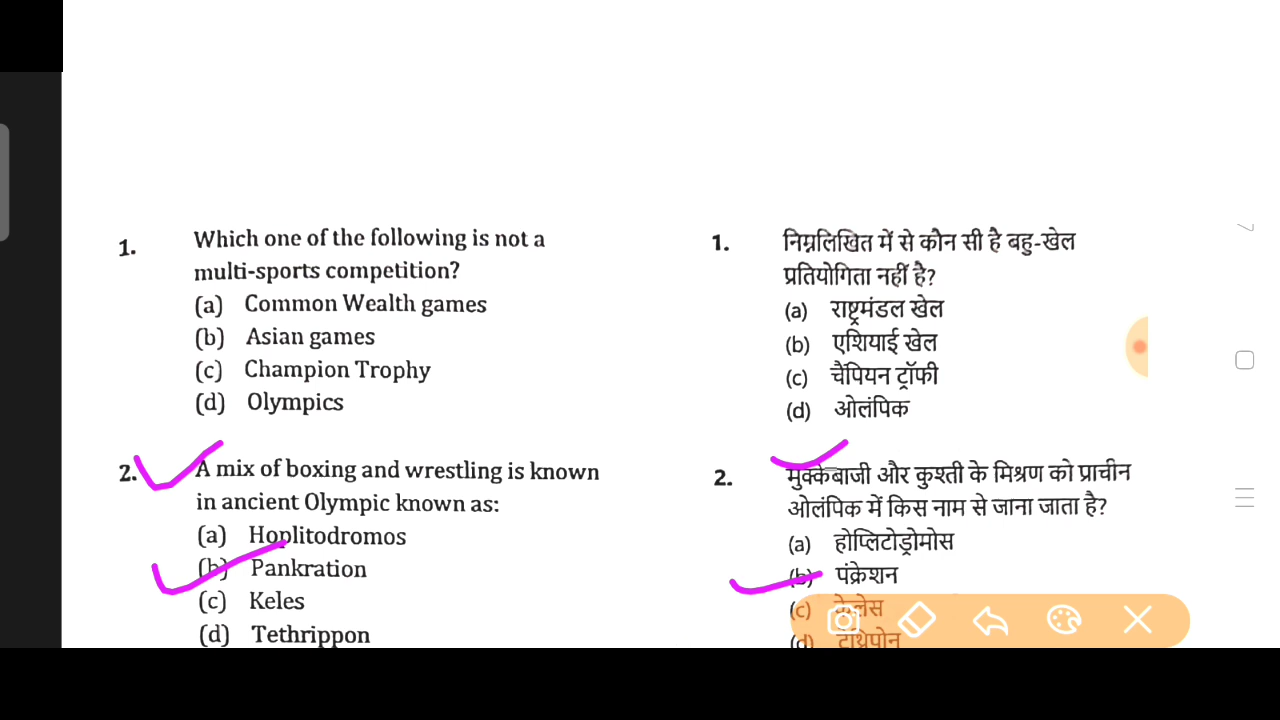 1. Which one of the following is not a
multi-sports competition?
(a) Common Wealth games
(b) Asian games
(c) Champion Trophy
(d) Olympics
2. A mix of boxing and wrestling is known
in ancient Olympic known as:
(a) Hoplitodromos
(b) Pankration
(c) Keles
(d) Tethrippon
1. निम्नलिखित में से कौन सी है बहु-खेल
प्रतियोगिता नहीं है?
(a) राष्ट्रमंडल खेल
(b) एशियाई खेल
(c) चैंपियन ट्रॉफी
(d) ओलंपिक
2. मुक्केबाजी और कुश्ती के मिश्रण को प्राचीन
ओलंपिक में किस नाम से जाना जाता है?
(a) होप्लिटोड्रोमोस
(b) पंक्रेशन
(c) केलेस
(d)